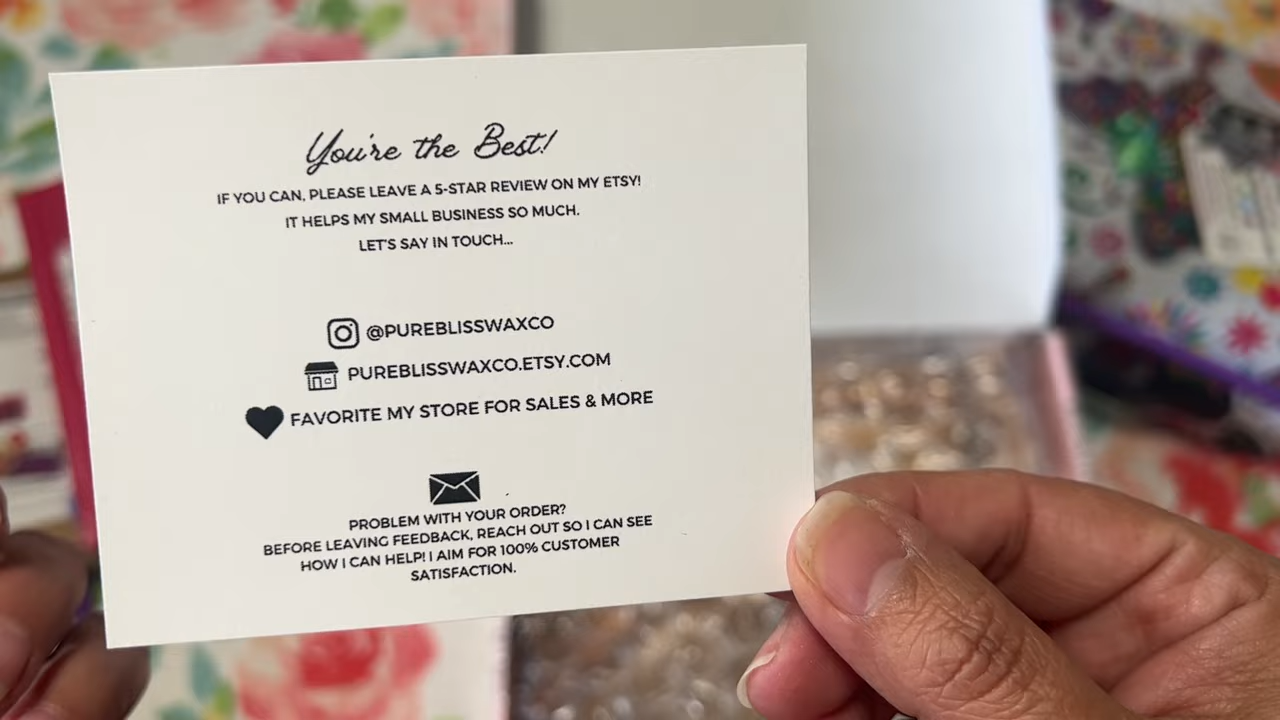 You're the Best!
IF YOU CAN, PLEASE LEAVE A 5-STAR REVIEW ON MY ETSY!
IT HELPS MY SMALL BUSINESS SO MUCH.
LET'S SAY IN TOUCH...
@PUREBLISSWAXCO
PUREBLISSWAXCO.ETSY.COM
FAVORITE MY STORE FOR SALES & MORE
PROBLEM WITH YOUR ORDER?
BEFORE LEAVING FEEDBACK, REACH OUT SO I CAN SEE
HOW I CAN HELP! I AIM FOR 100% CUSTOMER
SATISFACTION.